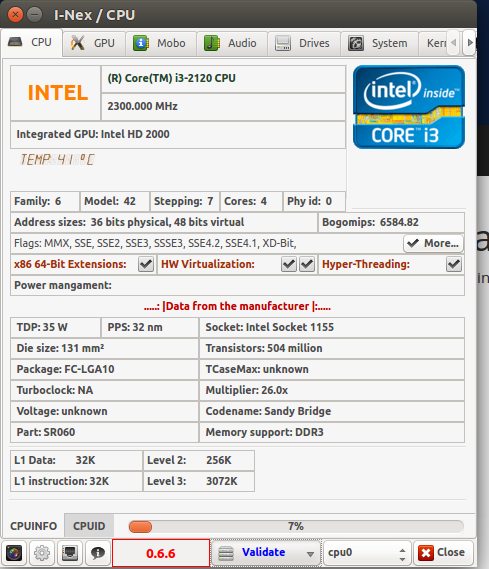 I-Nex / CPU
CPU GPU Mobo Audio Drives System Kern
INTEL
(R) Core(TM) i3-2120 CPU
2300.000 MHz
Integrated GPU: Intel HD 2000
intel inside™
CORE™ i3
TEMP: 41 ºC
Family: 6 Model: 42 Stepping: 7 Cores: 4 Phy id: 0
Address sizes: 36 bits physical, 48 bits virtual Bogomips: 6584.82
Flags: MMX, SSE, SSE2, SSE3, SSSE3, SSE4.2, SSE4.1, XD-Bit, More...
x86 64-Bit Extensions: HW Virtualization: Hyper-Threading:
Power mangament:
.....: |Data from the manufacturer |:.....
TDP: 35 W PPS: 32 nm Socket: Intel Socket 1155
Die size: 131 mm² Transistors: 504 million
Package: FC-LGA10 TCaseMax: unknown
Turboclock: NA Multiplier: 26.0x
Voltage: unknown Codename: Sandy Bridge
Part: SR060 Memory support: DDR3
L1 Data: 32K Level 2: 256K
L1 instruction: 32K Level 3: 3072K
CPUINFO CPUID 7%
0.6.6 Validate cpu0 Close
a
in